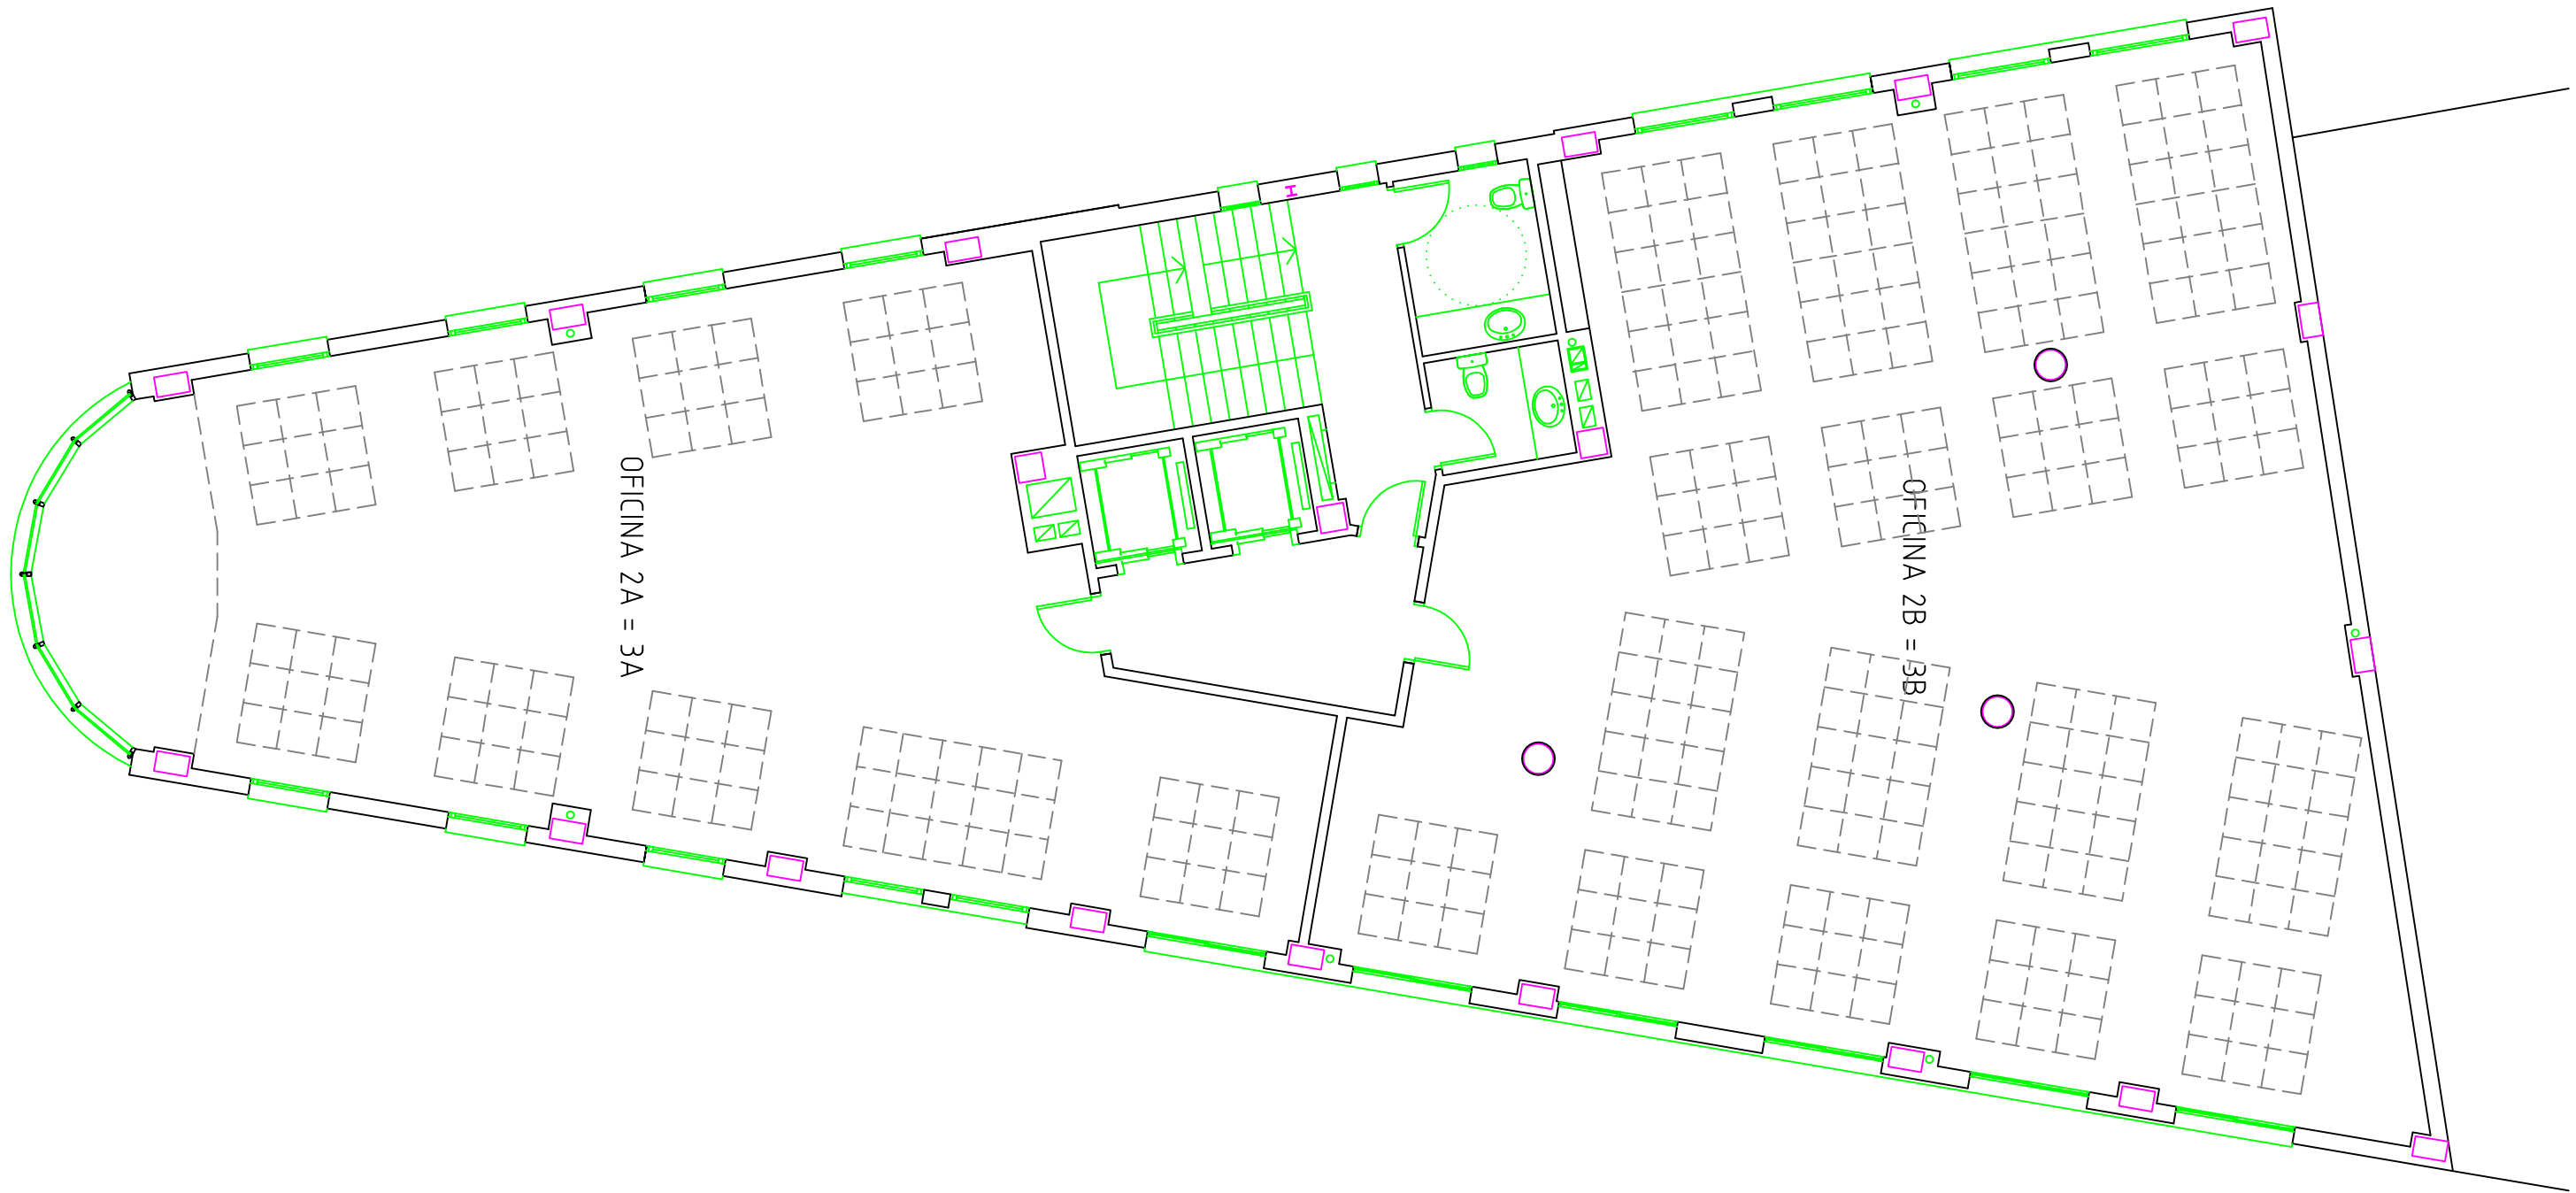 OFICINA 2A = 3A
OFICINA 2B = 3B